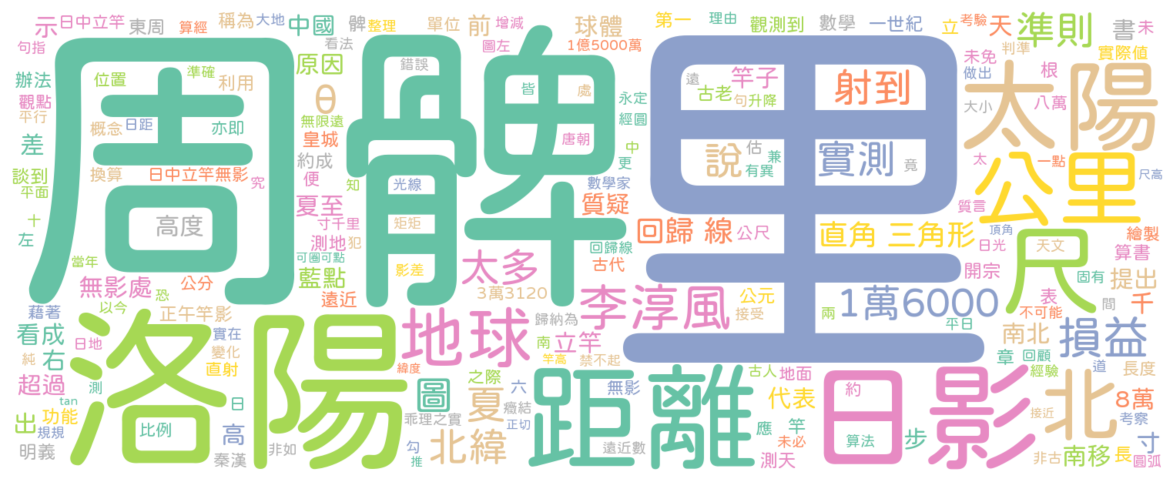 周髀
里
洛陽
距離
日影
太陽
公里
尺
北
地球
李淳風
1萬6000
損益
實測
射到
說
準則
太多
夏
北緯
圖
回歸 線
直角 三角形
θ
竿子
高度
夏至
藍點
無影處
看成
右
超過
出
功能
高
步
代表
寸
南移
8萬
南北
提出
千
書
天
前
中國
示
原因
差
球體
質疑
立竿
日中立竿
東周
算經
稱為
髀
大地
整理
看法
單位
增減
圖左
1億5000萬
第一
理由
觀測到
數學
一世紀
立
考驗
未
判準
句指
辦法
位置
準確
利用
錯誤
觀點
平行
概念
日距
亦即
無限遠
皇城
換算
日中立竿無影
約成
便
究
談到
平面
十
左
當年
公分
恐
以今
藉著
正午竿影
實在
變化
直射
日地
純
測
tan
規規
明義
比例
日
秦漢
非如
光線
知
寸千里
矩矩
測地
犯
可圈可點
影差
遠近
皆
處
永定
經圓
唐朝
中
更
數學家
回歸線
公尺
古代
3萬3120
歸納為
南
竿高
禁不起
緯度
之際
六
癥結
正切
乖理之實
勾
推
無影
古人
地面
遠近數
應
竿
未必
測天
公元
接受
兩
平日
遠
古老
句
升降
估
兼
有異
竟
未免
做出
根
實際値
大小
八萬
太
一點
尺高
質言
頂角
日光
繪製
算書
天文
開宗
固有
表
間
不可能
章
回顧
經驗
道
長度
考察
接近
非古
長
圓弧
約
算法